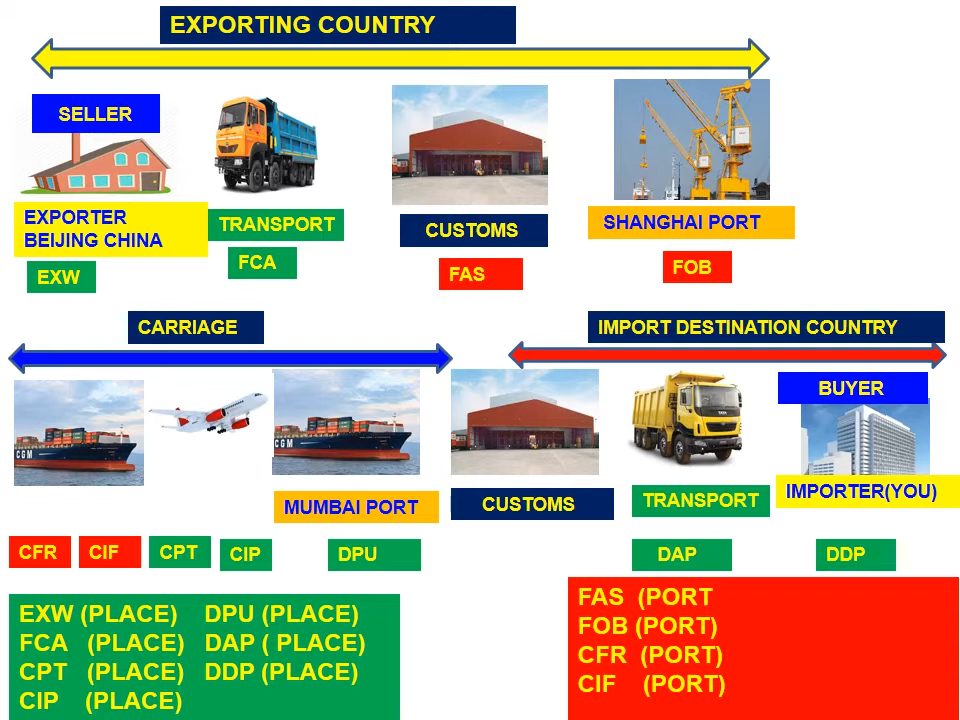 EXPORTING COUNTRY
SELLER
EXPORTER
BEIJING CHINA
TRANSPORT
CUSTOMS
SHANGHAI PORT
EXW
FCA
FAS
FOB
CARRIAGE
IMPORT DESTINATION COUNTRY
CGM
CGM
BUYER
MUMBAI PORT
CUSTOMS
TRANSPORT
IMPORTER(YOU)
CFR
CIF
CPT
CIP
DPU
DAP
DDP
EXW (PLACE) DPU (PLACE)
FCA (PLACE) DAP ( PLACE)
CPT (PLACE) DDP (PLACE)
CIP (PLACE)
FAS (PORT
FOB (PORT)
CFR (PORT)
CIF (PORT)